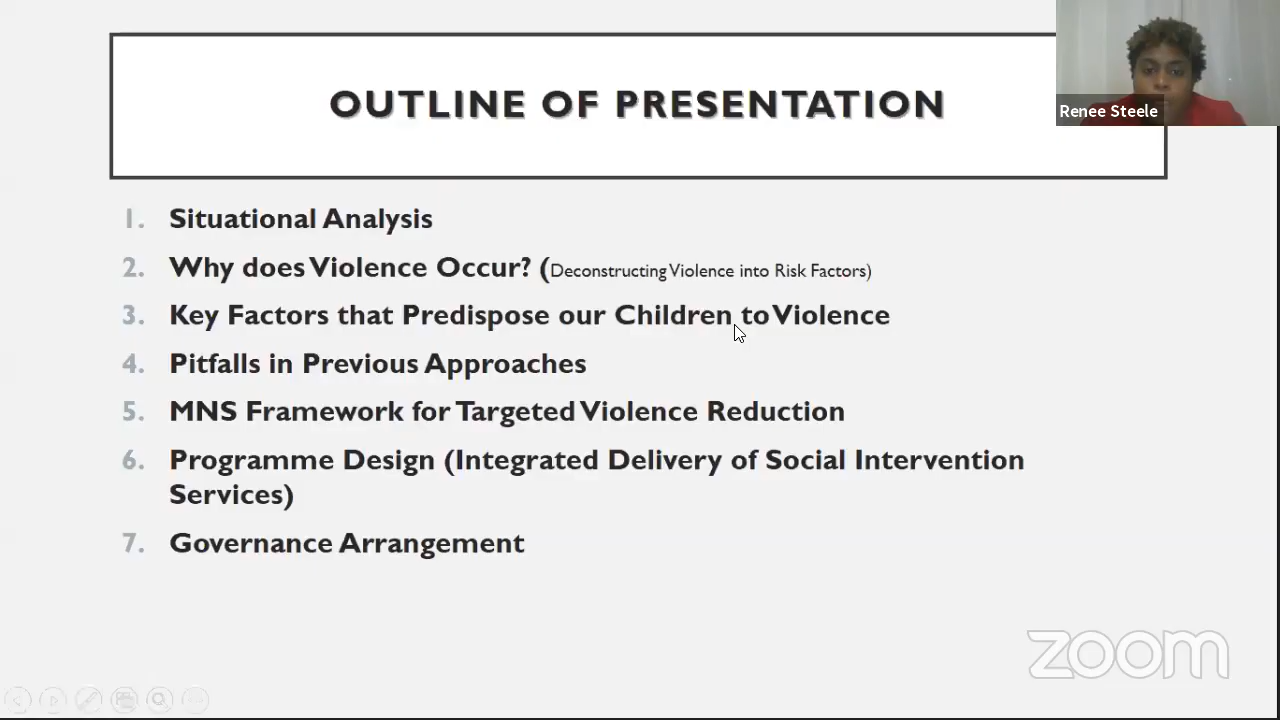 OUTLINE OF PRESENTATION
Renee Steele
1. Situational Analysis
2. Why does Violence Occur? (Deconstructing Violence into Risk Factors)
3. Key Factors that Predispose our Children to Violence
4. Pitfalls in Previous Approaches
5. MNS Framework for Targeted Violence Reduction
6. Programme Design (Integrated Delivery of Social Intervention
Services)
7. Governance Arrangement
zoom